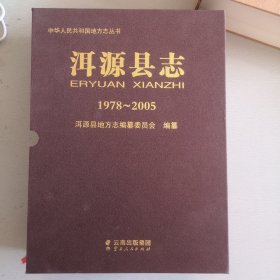 中华人民共和国地方志丛书
洱源县志
ERYUAN XIANZHI
1978~2005
洱源县地方志编纂委员会 编纂
云南出版集团
云南人民出版社